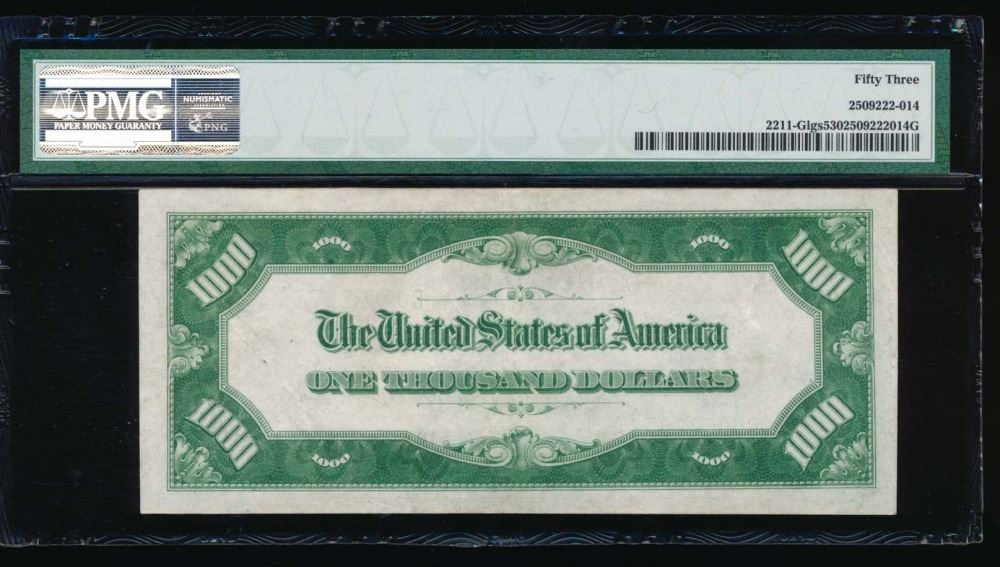 PMG
PAPER MONEY GUARANTY
NUMISMATIC
PNG
Fifty Three
2509222-014
2211-Glgs5302509222014G
1000 1000 1000 1000
The United States of America
ONE THOUSAND DOLLARS
1000 1000 1000 1000